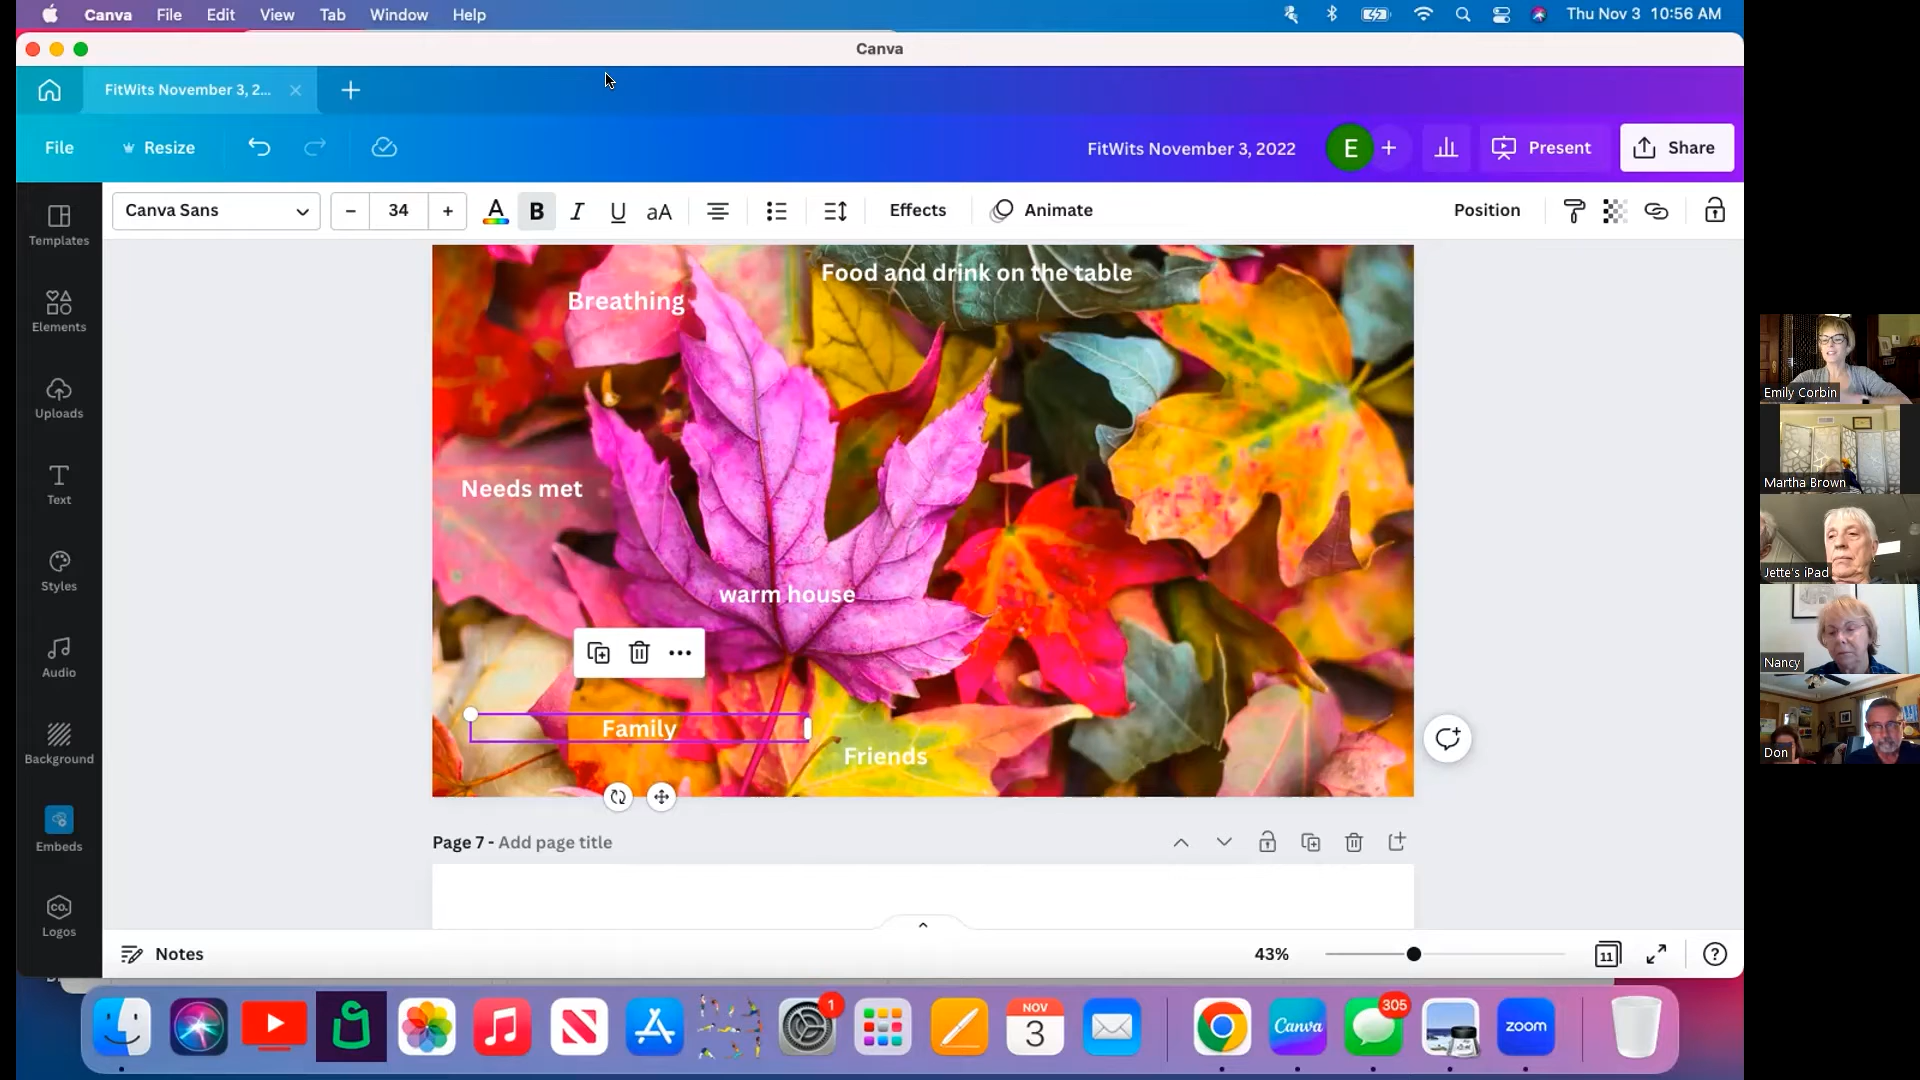 Canva File Edit View Tab Window Help Thu Nov 3 10:56 AM
Canva
FitWits November 3, 2...
File Resize FitWits November 3, 2022 E Present Share
Canva Sans 34 A B I U aA Effects Animate Position
Templates
Elements
Uploads
Text
Styles
Audio
Background
Embeds
co.
Logos
Food and drink on the table
Breathing
Needs met
warm house
Family
Friends
Page 7 - Add page title
Notes 43% 11 ?
Emily Corbin
Martha Brown
Jette's iPad
Nancy
Don
1
NOV
3
Canva
305
zoom